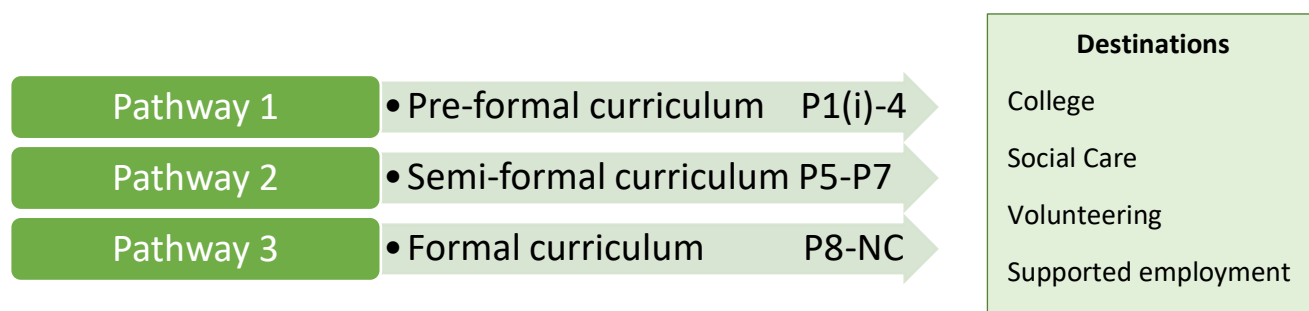 Pathway 1 • Pre-formal curriculum P1(i)-4
Pathway 2 • Semi-formal curriculum P5-P7
Pathway 3 • Formal curriculum P8-NC
Destinations
College
Social Care
Volunteering
Supported employment